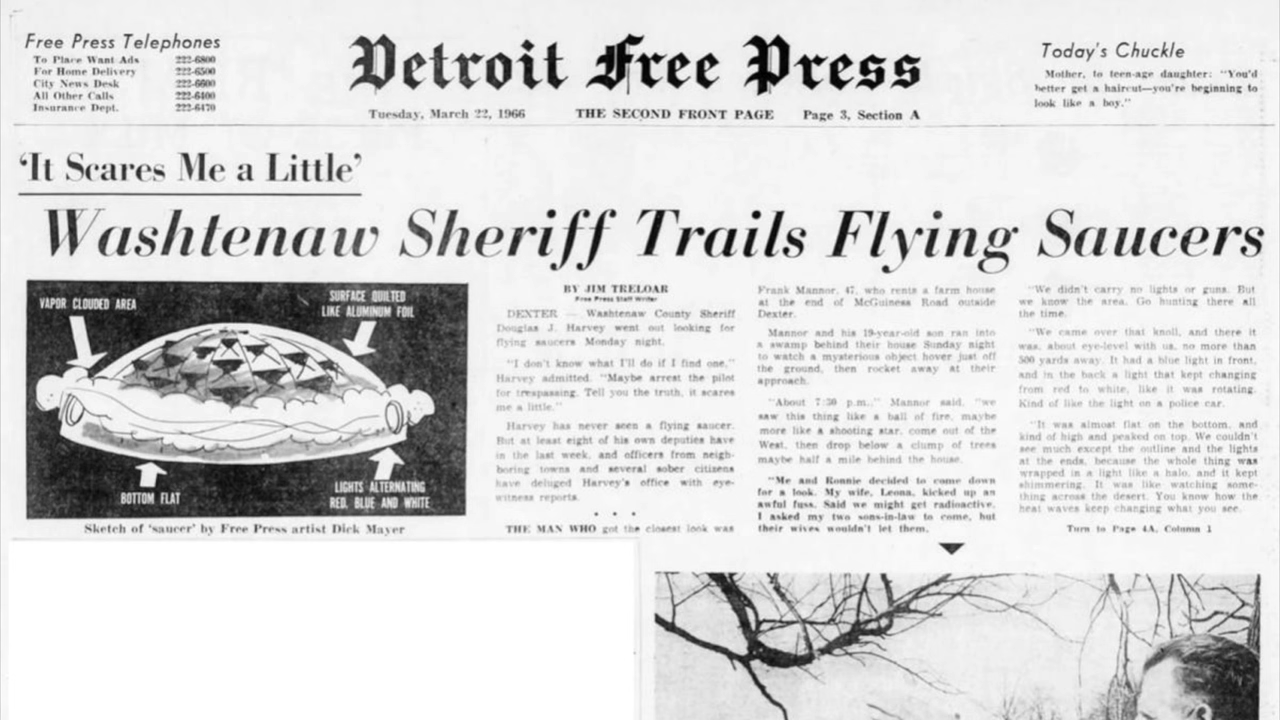 Free Press Telephones
To Place Want Ads 222-6800
For Home Delivery 222-6500
City News Desk 222-6600
All Other Calls 222-6400
Insurance Dept. 222-6470
Detroit Free Press
Tuesday, March 22, 1966 THE SECOND FRONT PAGE Page 3, Section A
Today's Chuckle
Mother, to teen-age daughter: "You'd
better get a haircut—you're beginning to
look like a boy."
'It Scares Me a Little'
Washtenaw Sheriff Trails Flying Saucers
VAPOR CLOUDED AREA
SURFACE QUILTED
LIKE ALUMINUM FOIL
BOTTOM FLAT
LIGHTS ALTERNATING
RED, BLUE AND WHITE
Sketch of 'saucer' by Free Press artist Dick Mayer
BY JIM TRELOAR
Free Press Staff Writer
DEXTER — Washtenaw County Sheriff
Douglas J. Harvey went out looking for
flying saucers Monday night.
"I don't know what I'll do if I find one,"
Harvey admitted. "Maybe arrest the pilot
for trespassing. Tell you the truth, it scares
me a little."
Harvey has never seen a flying saucer.
But at least eight of his own deputies have
in the last week, and officers from neigh-
boring towns and several sober citizens
have deluged Harvey's office with eye-
witness reports.
• • •
THE MAN WHO got the closest look was
Frank Mannor, 47, who rents a farm house
at the end of McGuiness Road outside
Dexter.
Mannor and his 19-year-old son ran into
a swamp behind their house Sunday night
to watch a mysterious object hover just off
the ground, then rocket away at their
approach.
"About 7:30 p.m.," Mannor said, "we
saw this thing like a ball of fire, maybe
more like a shooting star, come out of the
West, then drop below a clump of trees
maybe half a mile behind the house.
"Me and Ronnie decided to come down
for a look. My wife, Leona, kicked up an
awful fuss. Said we might get radioactive.
I asked my two sons-in-law to come, but
their wives wouldn't let them.
"We didn't carry no lights or guns. But
we know the area. Go hunting there all
the time.
"We came over that knoll, and there it
was, about eye-level with us, no more than
500 yards away. It had a blue light in front,
and in the back a light that kept changing
from red to white, like it was rotating.
Kind of like the light on a police car.
"It was almost flat on the bottom, and
kind of high and peaked on top. We couldn't
see much except the outline and the lights
at the ends, because the whole thing was
wrapped in a light like a halo, and it kept
shimmering. It was like watching some-
thing across the desert. You know how the
heat waves keep changing what you see.
Turn to Page 4A, Column 1